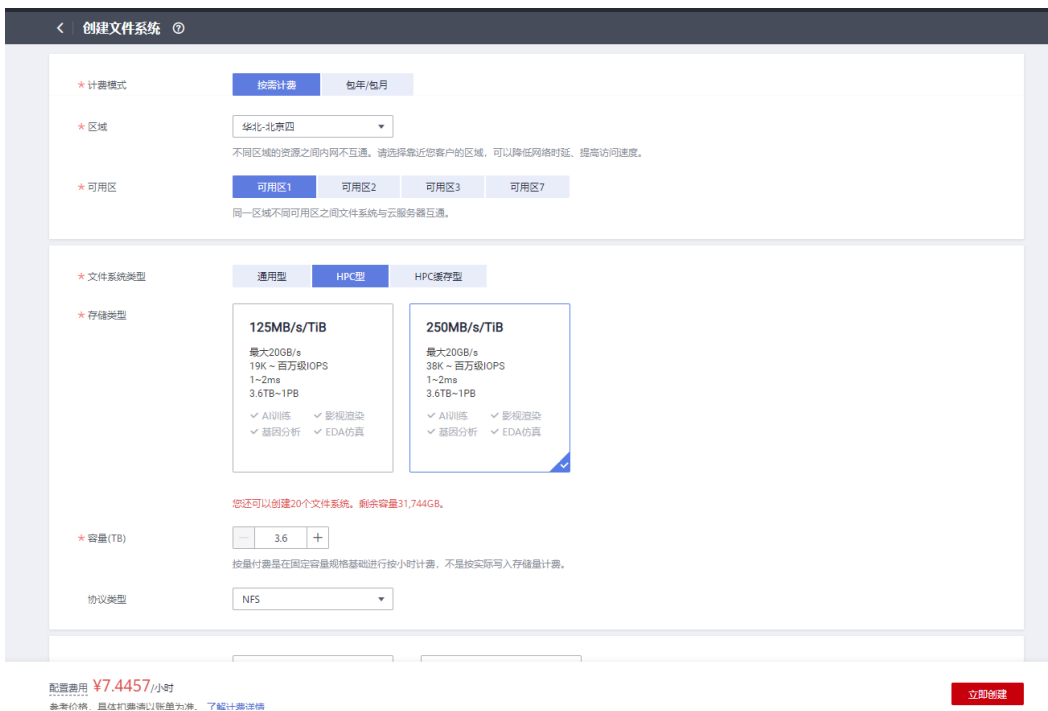 创建文件系统 ?
* 计费模式 按需计费 包年/包月
* 区域 华北-北京四
不同区域的资源之间内网不互通。请选择靠近您客户的区域，可以降低网络时延、提高访问速度。
* 可用区 可用区1 可用区2 可用区3 可用区7
同一区域不同可用区之间文件系统与云服务器互通。
* 文件系统类型 通用型 HPC型 HPC缓存型
* 存储类型
125MB/s/TiB
最大20GB/s
19K ~ 百万级IOPS
1~2ms
3.6TB~1PB
AI训练 影视渲染
基因分析 EDA仿真
250MB/s/TiB
最大20GB/s
38K ~ 百万级IOPS
1~2ms
3.6TB~1PB
AI训练 影视渲染
基因分析 EDA仿真
您还可以创建20个文件系统。剩余容量31,744GB。
* 容量(TB) 3.6
按量付费是在固定容量规格基础进行按小时计费，不是按实际写入存储量计费。
协议类型 NFS
配置费用 ¥7.4457/小时
参考价格，具体扣费请以账单为准。 了解计费详情
立即创建